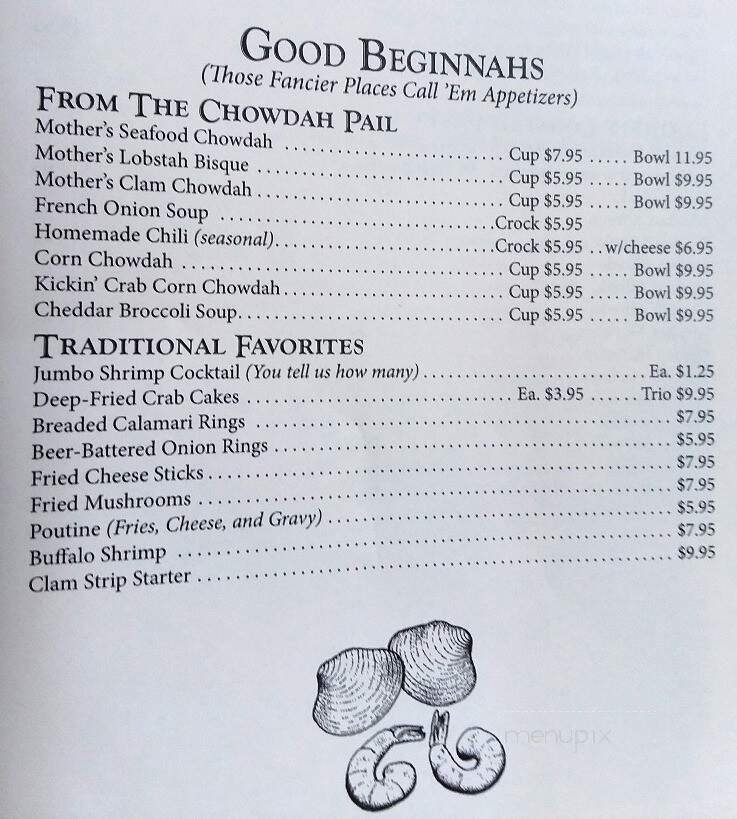 GOOD BEGINNAHS
(Those Fancier Places Call 'Em Appetizers)
FROM THE CHOWDAH PAIL
Mother's Seafood Chowdah ........................ Cup $7.95 ..... Bowl 11.95
Mother's Lobstah Bisque ........................ Cup $5.95 ..... Bowl $9.95
Mother's Clam Chowdah ........................ Cup $5.95 ..... Bowl $9.95
French Onion Soup ........................ Crock $5.95
Homemade Chili (seasonal)........................ Crock $5.95 ..w/cheese $6.95
Corn Chowdah ........................ Cup $5.95 ..... Bowl $9.95
Kickin' Crab Corn Chowdah........................ Cup $5.95 ..... Bowl $9.95
Cheddar Broccoli Soup........................ Cup $5.95 ..... Bowl $9.95
TRADITIONAL FAVORITES
Jumbo Shrimp Cocktail (You tell us how many) ........................ Ea. $1.25
Deep-Fried Crab Cakes ........................ Ea. $3.95 ...... Trio $9.95
Breaded Calamari Rings ........................ $7.95
Beer-Battered Onion Rings ........................ $5.95
Fried Cheese Sticks ........................ $7.95
Fried Mushrooms ........................ $7.95
Poutine (Fries, Cheese, and Gravy) ........................ $5.95
Buffalo Shrimp ........................ $7.95
Clam Strip Starter ........................ $9.95
menupix